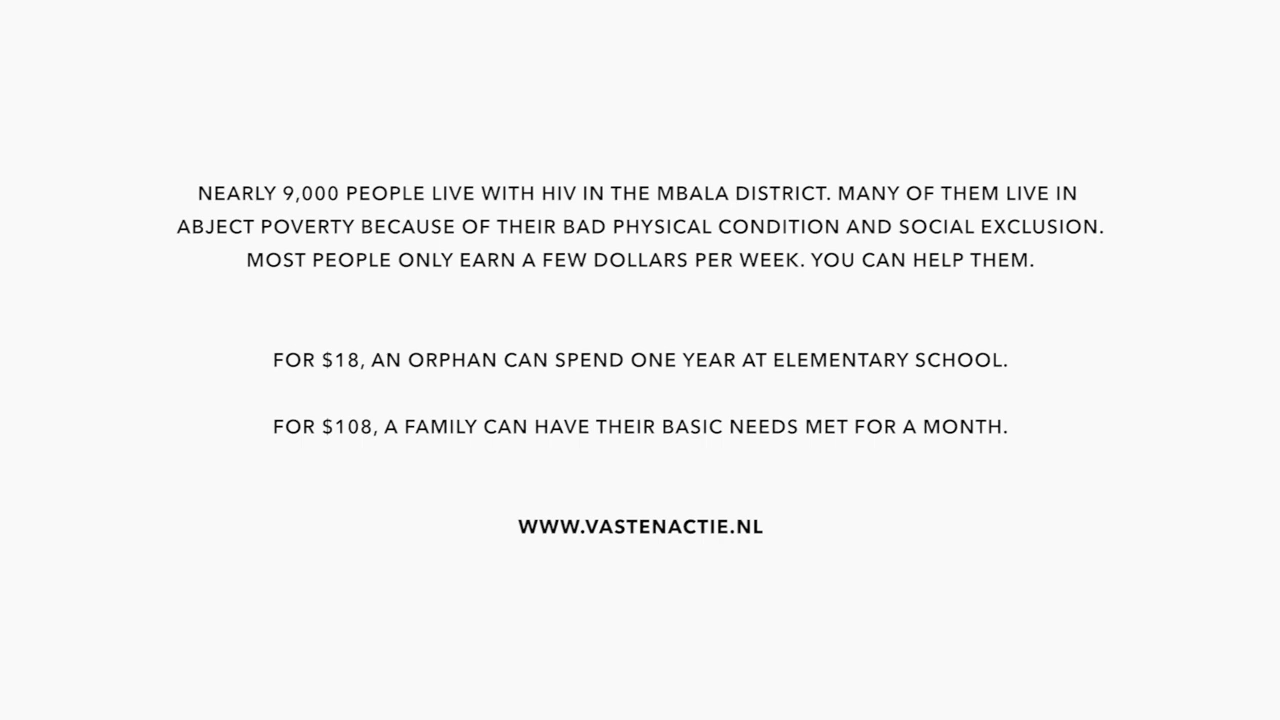 NEARLY 9,000 PEOPLE LIVE WITH HIV IN THE MBALA DISTRICT. MANY OF THEM LIVE IN
ABJECT POVERTY BECAUSE OF THEIR BAD PHYSICAL CONDITION AND SOCIAL EXCLUSION.
MOST PEOPLE ONLY EARN A FEW DOLLARS PER WEEK. YOU CAN HELP THEM.
FOR $18, AN ORPHAN CAN SPEND ONE YEAR AT ELEMENTARY SCHOOL.
FOR $108, A FAMILY CAN HAVE THEIR BASIC NEEDS MET FOR A MONTH.
WWW.VASTENACTIE.NL